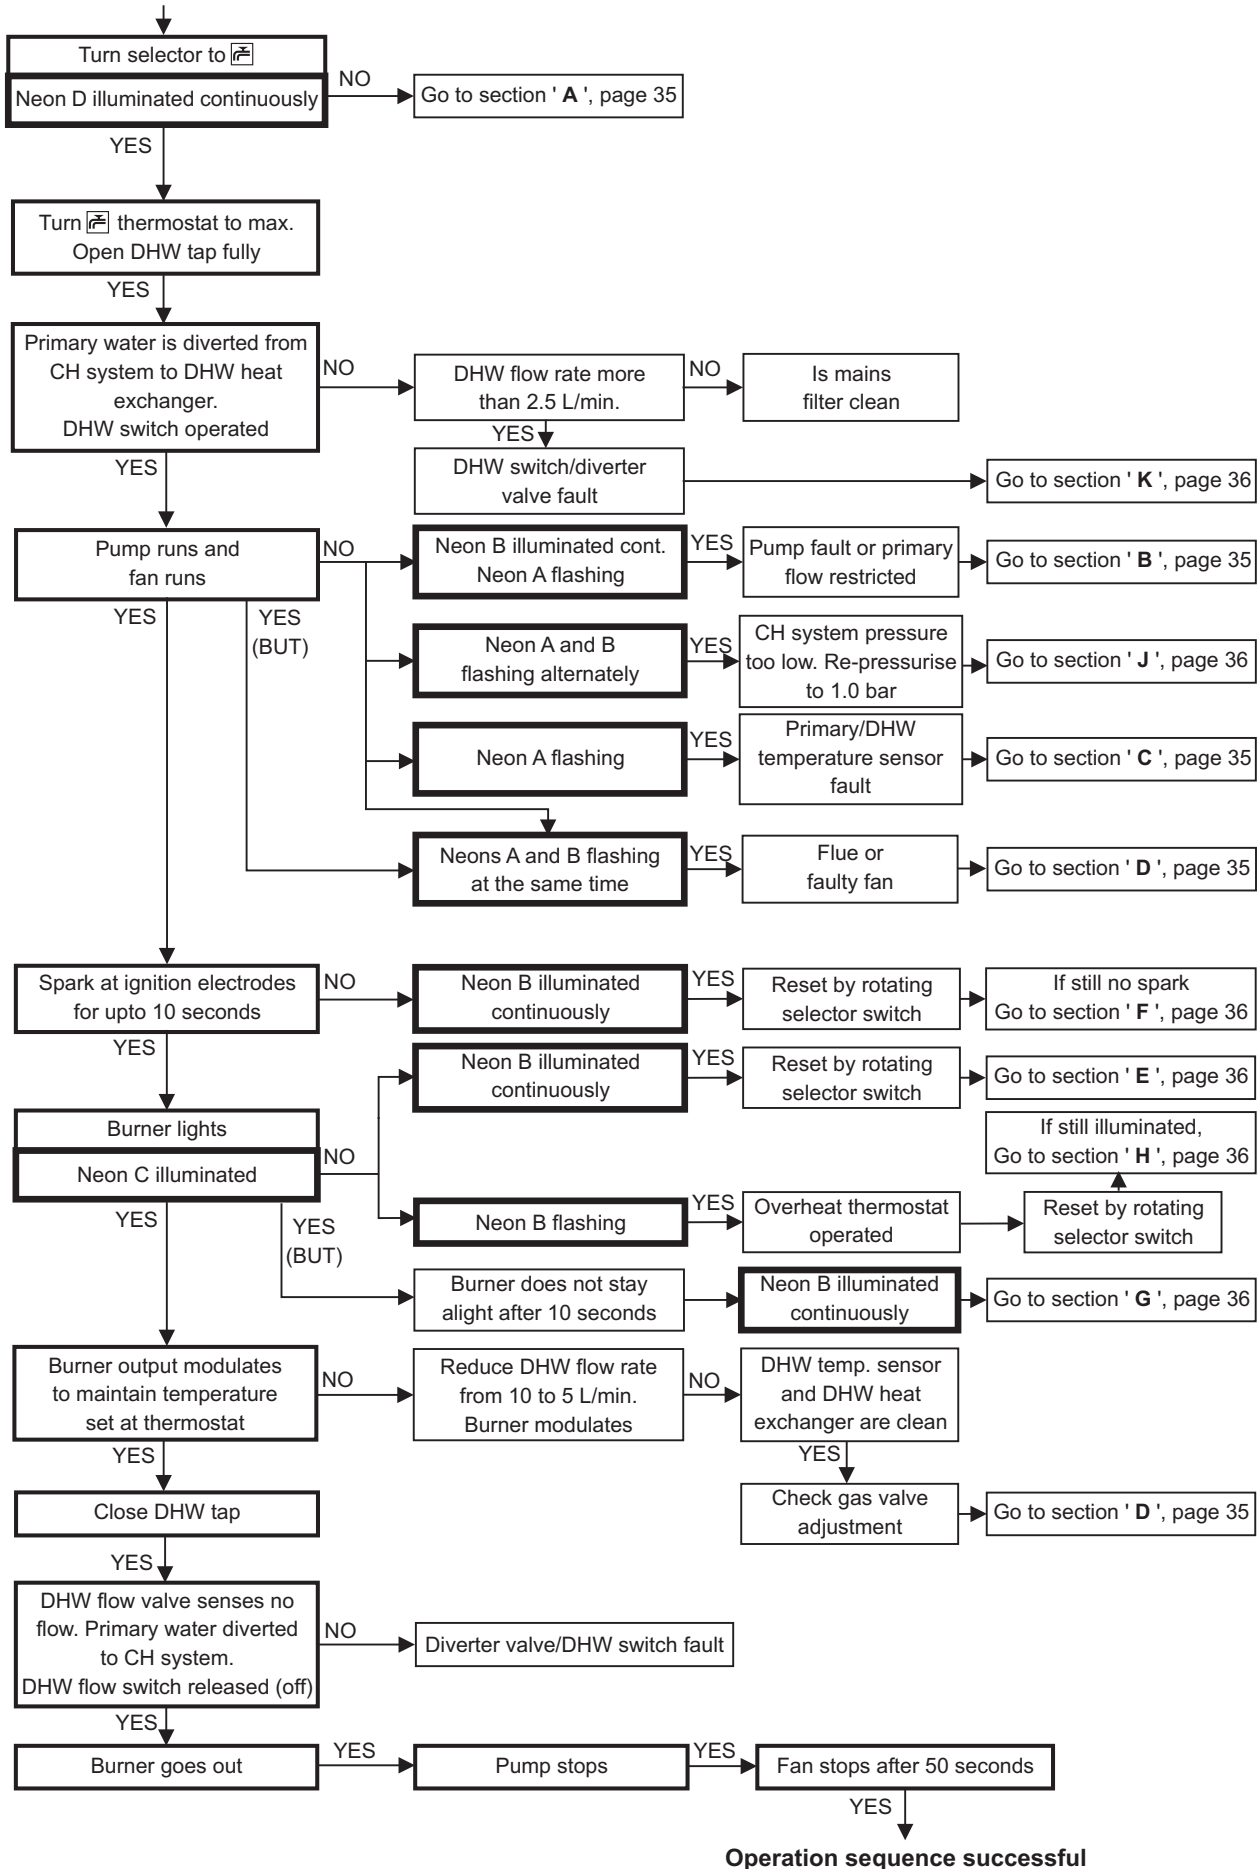 Turn selector to
Neon D illuminated continuously
NO
Go to section ' A ', page 35
YES
Turn thermostat to max.
Open DHW tap fully
YES
Primary water is diverted from
CH system to DHW heat
exchanger.
DHW switch operated
NO
DHW flow rate more
than 2.5 L/min.
NO
Is mains
filter clean
YES
DHW switch/diverter
valve fault
Go to section ' K ', page 36
YES
Pump runs and
fan runs
NO
Neon B illuminated cont.
Neon A flashing
YES
Pump fault or primary
flow restricted
Go to section ' B ', page 35
YES
YES
(BUT)
Neon A and B
flashing alternately
YES
CH system pressure
too low. Re-pressurise
to 1.0 bar
Go to section ' J ', page 36
Neon A flashing
YES
Primary/DHW
temperature sensor
fault
Go to section ' C ', page 35
Neons A and B flashing
at the same time
YES
Flue or
faulty fan
Go to section ' D ', page 35
Spark at ignition electrodes
for upto 10 seconds
NO
Neon B illuminated
continuously
YES
Reset by rotating
selector switch
If still no spark
Go to section ' F ', page 36
YES
Neon B illuminated
continuously
YES
Reset by rotating
selector switch
Go to section ' E ', page 36
Burner lights
Neon C illuminated
NO
If still illuminated,
Go to section ' H ', page 36
Neon B flashing
YES
Overheat thermostat
operated
Reset by rotating
selector switch
YES
YES
(BUT)
Burner does not stay
alight after 10 seconds
Neon B illuminated
continuously
Go to section ' G ', page 36
Burner output modulates
to maintain temperature
set at thermostat
NO
Reduce DHW flow rate
from 10 to 5 L/min.
Burner modulates
NO
DHW temp. sensor
and DHW heat
exchanger are clean
YES
YES
Check gas valve
adjustment
Go to section ' D ', page 35
Close DHW tap
YES
DHW flow valve senses no
flow. Primary water diverted
to CH system.
DHW flow switch released (off)
NO
Diverter valve/DHW switch fault
YES
Burner goes out
YES
Pump stops
YES
Fan stops after 50 seconds
YES
Operation sequence successful